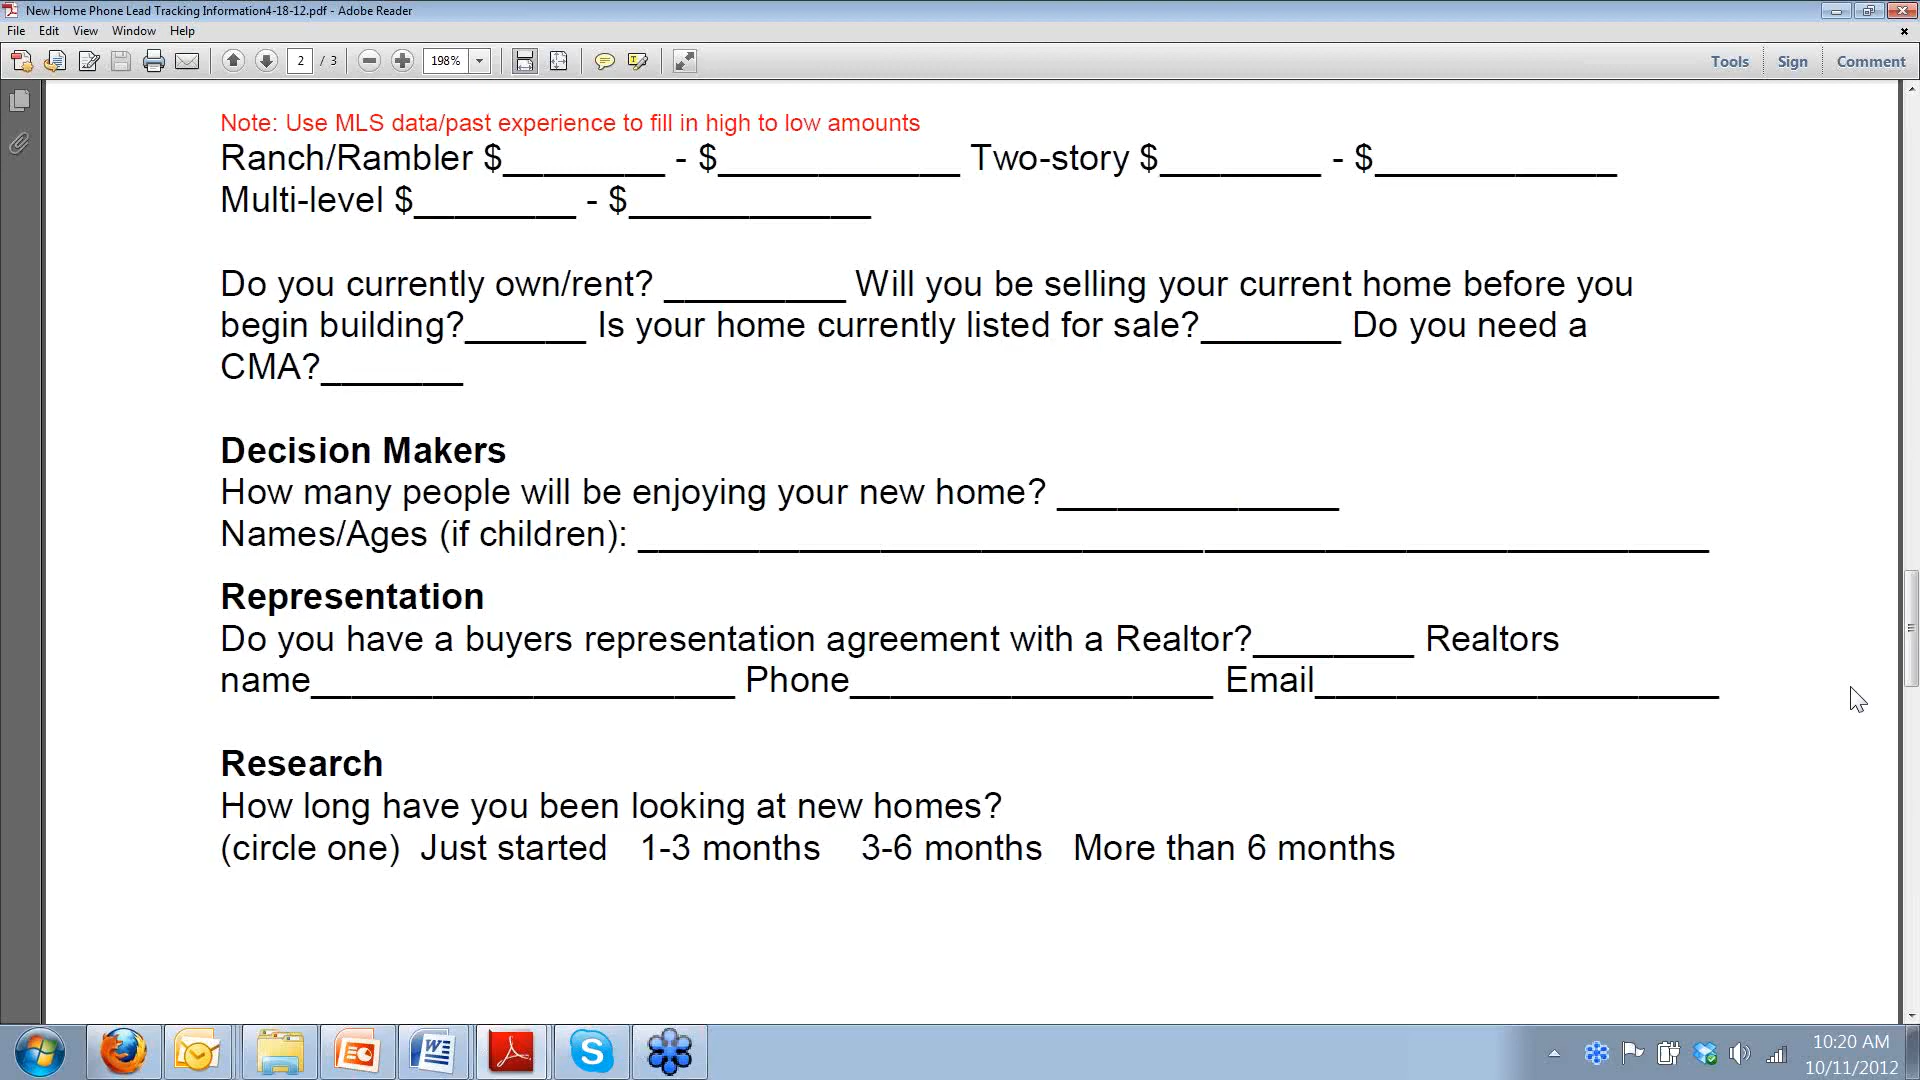 New Home Phone Lead Tracking Information4-18-12.pdf - Adobe Reader
File Edit View Window Help
2 / 3 198% Tools Sign Comment
Note: Use MLS data/past experience to fill in high to low amounts
Ranch/Rambler $________ - $____________ Two-story $________ - $____________
Multi-level $________ - $____________
Do you currently own/rent? _________ Will you be selling your current home before you
begin building?______ Is your home currently listed for sale?_______ Do you need a
CMA?_______
Decision Makers
How many people will be enjoying your new home? ______________
Names/Ages (if children): _____________________________________________________
Representation
Do you have a buyers representation agreement with a Realtor?________ Realtors
name_____________________ Phone__________________ Email____________________
Research
How long have you been looking at new homes?
(circle one) Just started 1-3 months 3-6 months More than 6 months
10:20 AM
10/11/2012